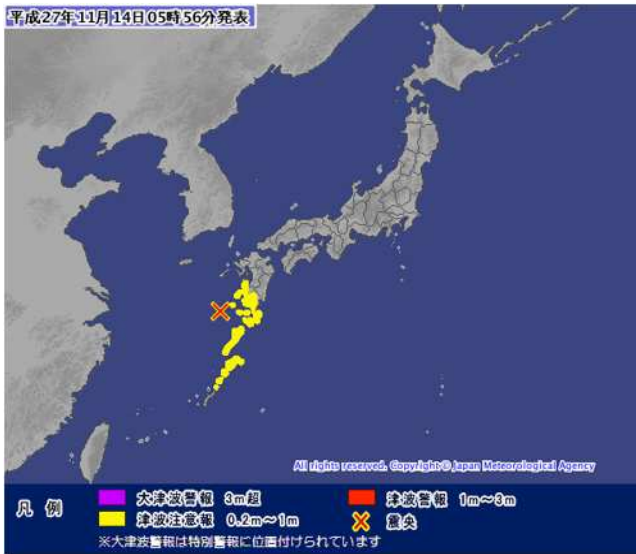 平成27年11月14日05時56分発表
All rights reserved. Copyright © Japan Meteorological Agency
凡 例
大津波警報 3m超
津波警報 1m～3m
津波注意報 0.2m～1m
震央
※大津波警報は特別警報に位置付けられています